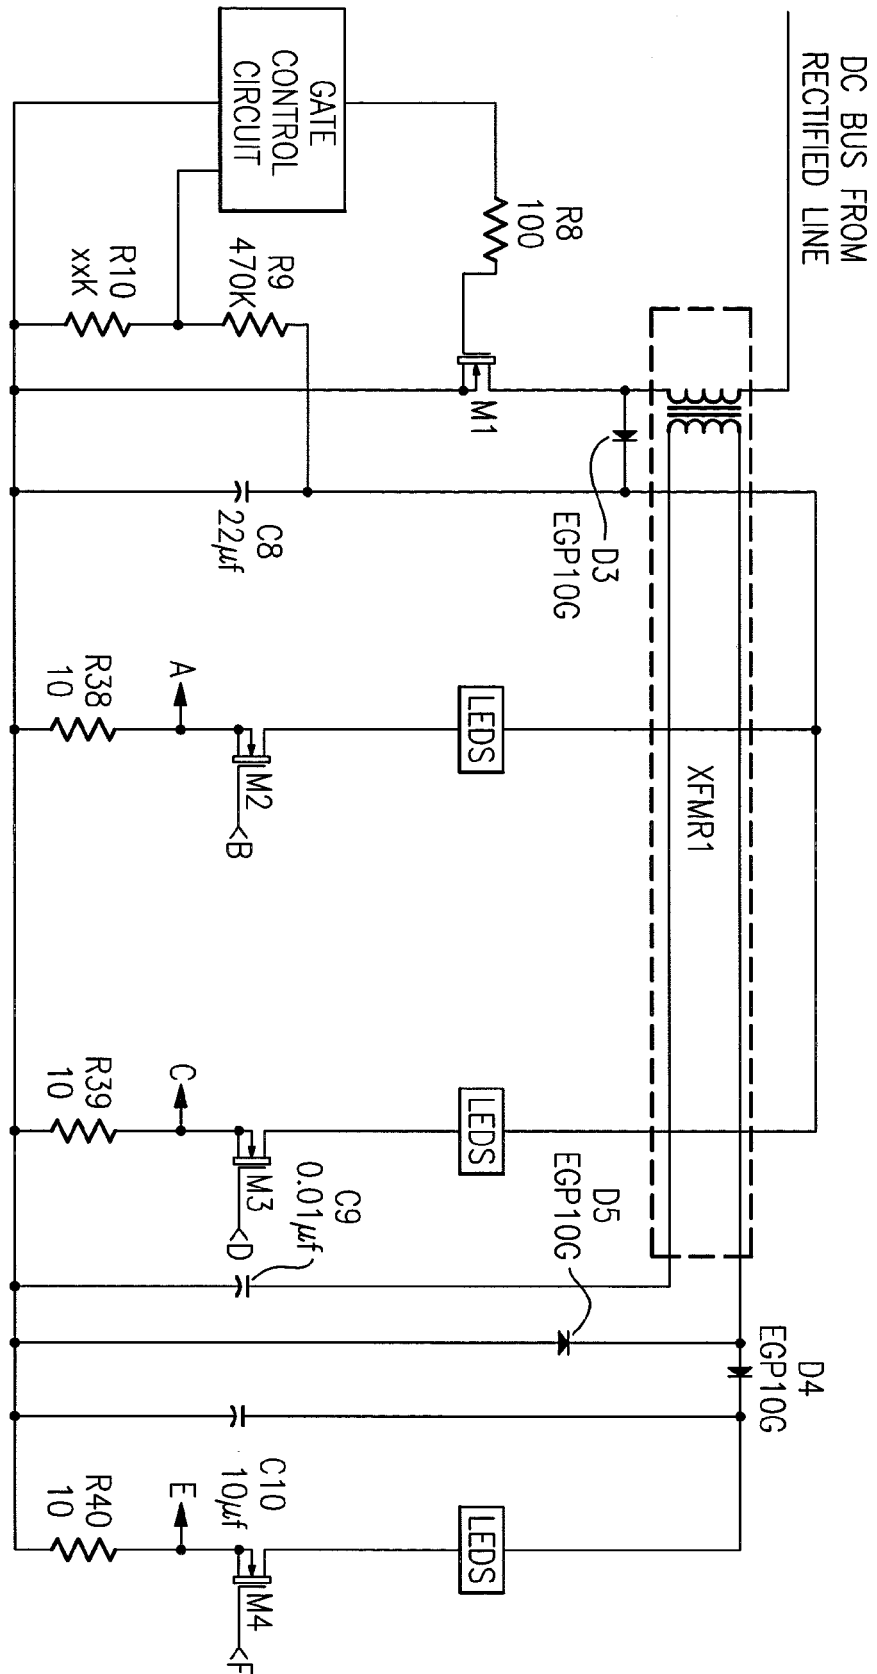 DC BUS FROM
RECTIFIED LINE
GATE
CONTROL
CIRCUIT
R8
100
R9
470K
R10
xxK
M1
D3
EGP10G
C8
22μf
XFMR1
LEDS
A
M2
B
R38
10
LEDS
C
M3
D
R39
10
C9
0.01μf
D5
EGP10G
D4
EGP10G
C10
10μf
LEDS
E
M4
F
R40
10